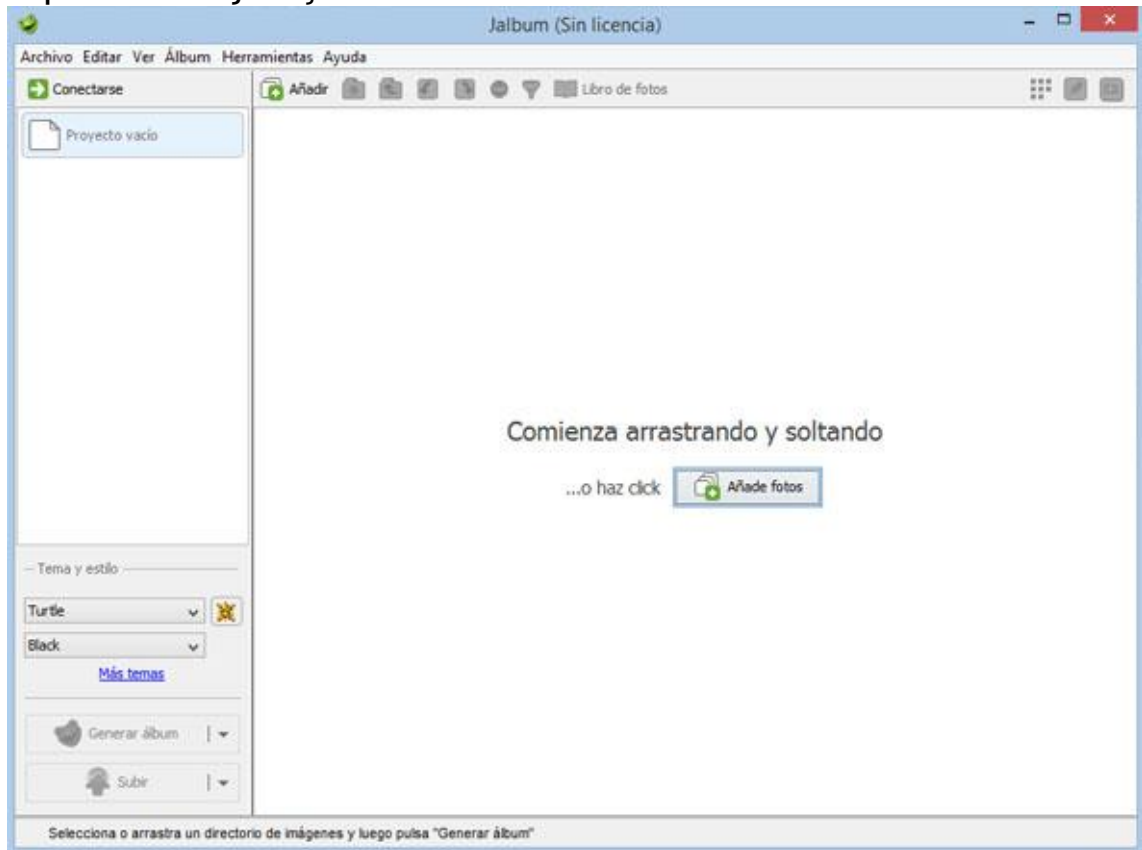 Jalbum (Sin licencia)
Archivo Editar Ver Álbum Herramientas Ayuda
Conectarse
Añadir
Libro de fotos
Proyecto vacío
Comienza arrastrando y soltando
...o haz click
Añade fotos
Tema y estilo
Turtle
Black
Más temas
Generar álbum
Subir
Selecciona o arrastra un directorio de imágenes y luego pulsa "Generar álbum"